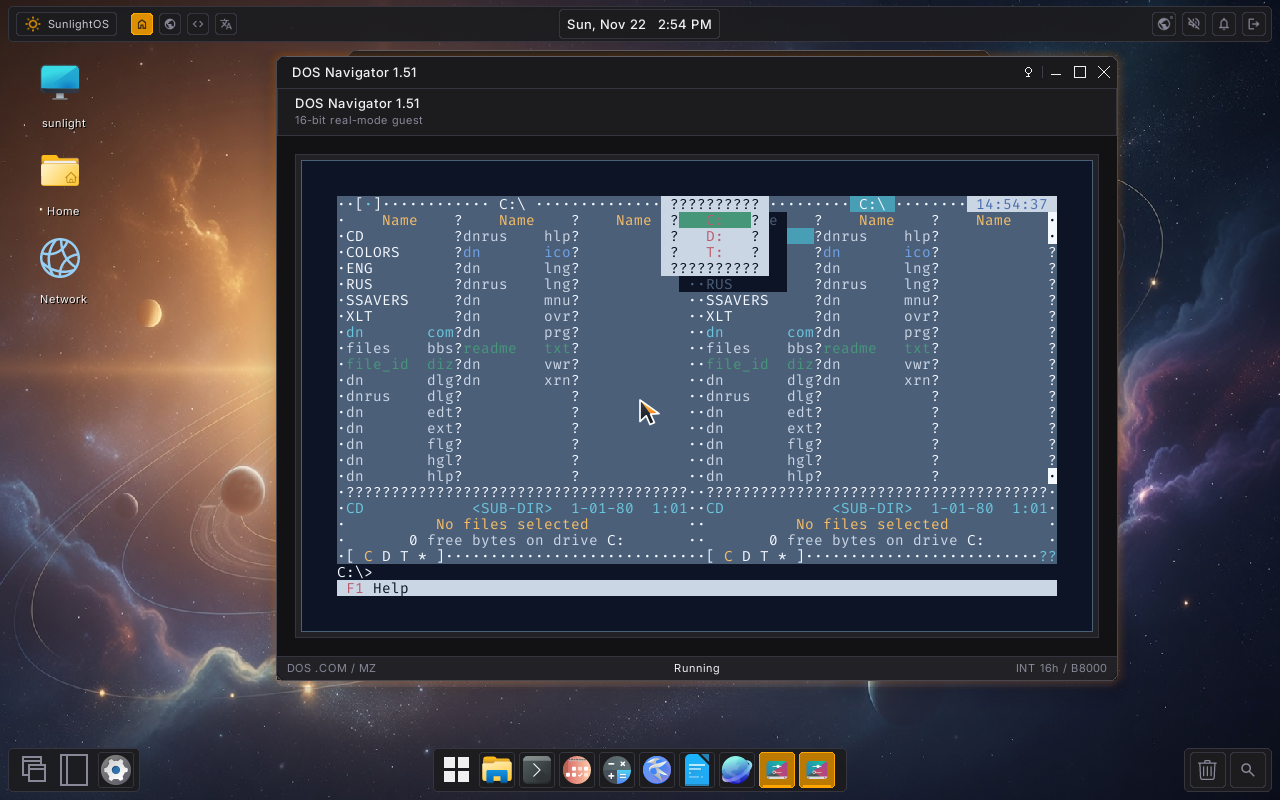 SunlightOS
Sun, Nov 22 2:54 PM
sunlight
Home
Network
DOS Navigator 1.51
DOS Navigator 1.51
16-bit real-mode guest
··[·]············ C:\ ·············· ?????????? ········· C:\ ········ 14:54:37
· Name ? Name ? Name ? ? e ? Name ? Name ·
·CD ?dnrus hlp? ? D: ? ?dnrus hlp? ·
·COLORS ?dn ico? ? T: ? ?dn ico? ?
·ENG ?dn lng? ?????????? ?dn lng? ?
·RUS ?dnrus lng? ··RUS ?dnrus lng? ?
·SSAVERS ?dn mnu? ··SSAVERS ?dn mnu? ?
·XLT ?dn ovr? ··XLT ?dn ovr? ?
·dn com?dn prg? ··dn com?dn prg? ?
·files bbs?readme txt? ··files bbs?readme txt? ?
·file_id diz?dn vwr? ··file_id diz?dn vwr? ?
·dn dlg?dn xrn? ··dn dlg?dn xrn? ?
·dnrus dlg? ? ··dnrus dlg? ? ?
·dn edt? ? ··dn edt? ? ?
·dn ext? ? ··dn ext? ? ?
·dn flg? ? ··dn flg? ? ?
·dn hgl? ? ··dn hgl? ? ?
·dn hlp? ? ··dn hlp? ? ·
·??????????????????????????????????????··??????????????????????????????????????·
·CD <SUB-DIR> 1-01-80 1:01··CD <SUB-DIR> 1-01-80 1:01·
· No files selected ·· No files selected ·
· 0 free bytes on drive C: ·· 0 free bytes on drive C: ·
·[ C D T * ]····························[ C D T * ]··························??
C:\>
F1 Help
DOS .COM / MZ
Running
INT 16h / B8000